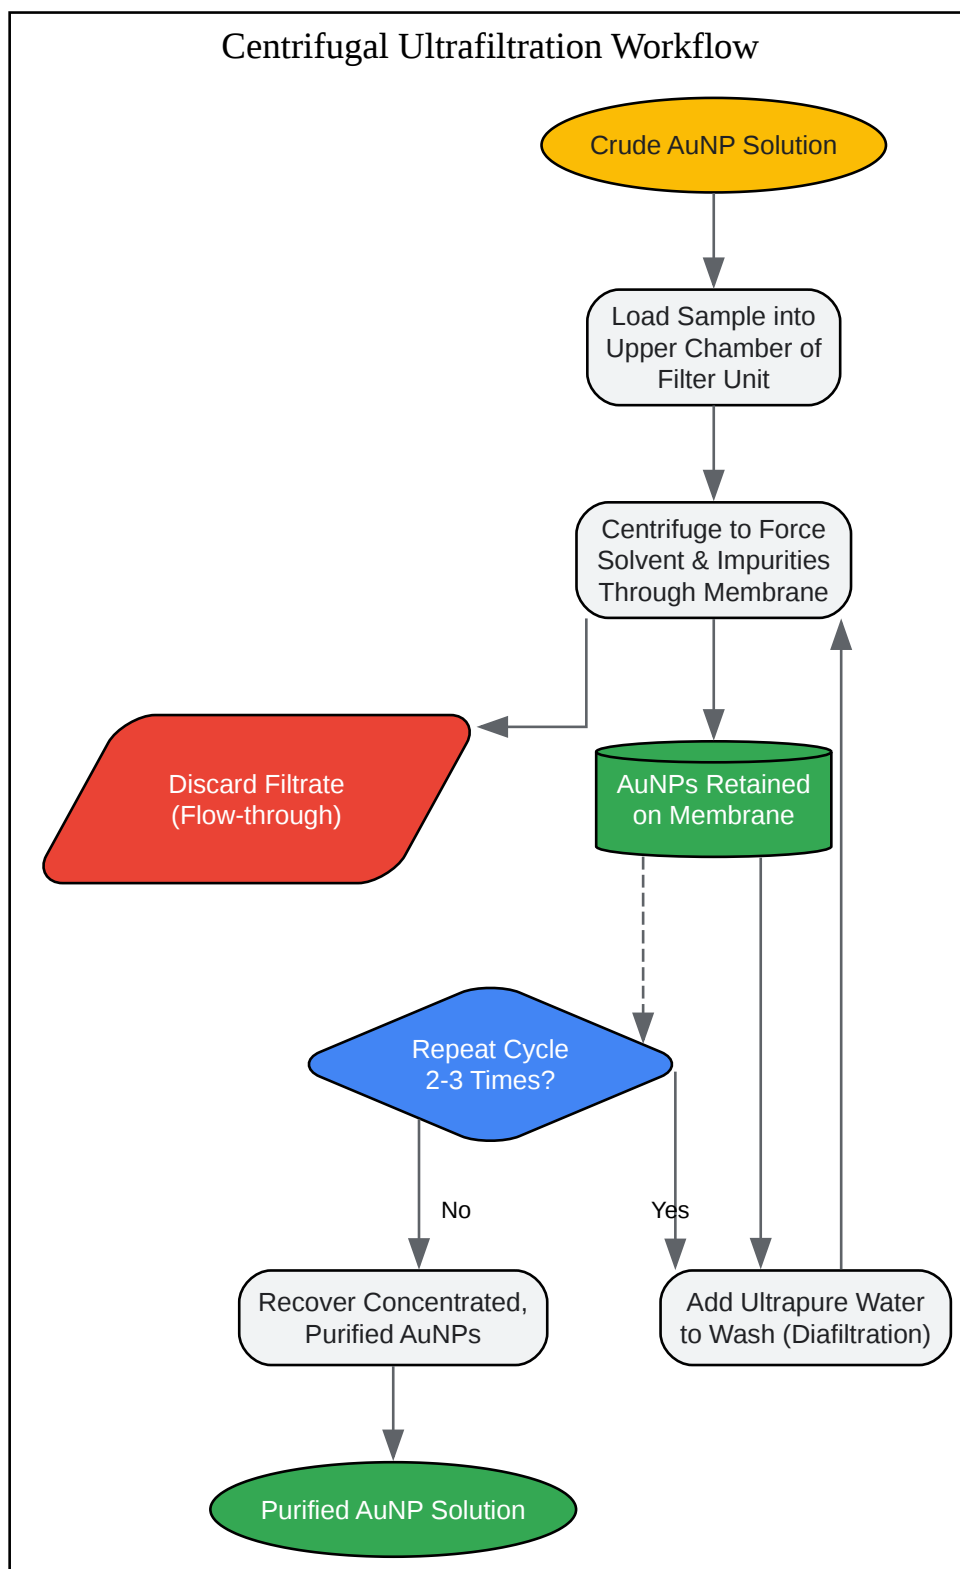 Centrifugal Ultrafiltration Workflow
Crude AuNP Solution
Load Sample into
Upper Chamber of
Filter Unit
Centrifuge to Force
Solvent & Impurities
Through Membrane
Discard Filtrate
(Flow-through)
AuNPs Retained
on Membrane
Repeat Cycle
2-3 Times?
No
Yes
Recover Concentrated,
Purified AuNPs
Add Ultrapure Water
to Wash (Diafiltration)
Purified AuNP Solution